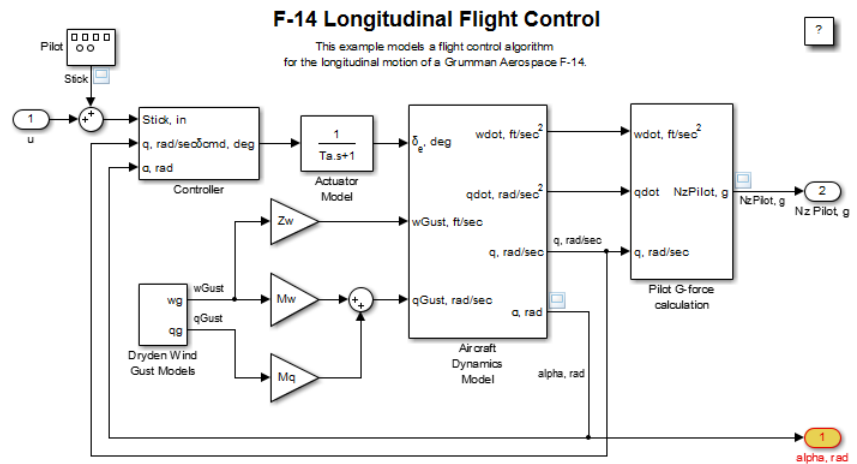 F-14 Longitudinal Flight Control
This example models a flight control algorithm
for the longitudinal motion of a Grumman Aerospace F-14.
?
Pilot
Stick
1
u
Stick, in
q, rad/sec
δcmd, deg
α, rad
Controller
1
Ta.s+1
Actuator
Model
δe, deg
wGust, ft/sec
qGust, rad/sec
wdot, ft/sec2
qdot, rad/sec2
q, rad/sec
α, rad
Aircraft
Dynamics
Model
q, rad/sec
alpha, rad
wdot, ft/sec2
qdot
q, rad/sec
NzPilot, g
Pilot G-force
calculation
NzPilot, g
2
Nz Pilot, g
Zw
Mw
Mq
wg
qg
wGust
qGust
Dryden Wind
Gust Models
1
alpha, rad